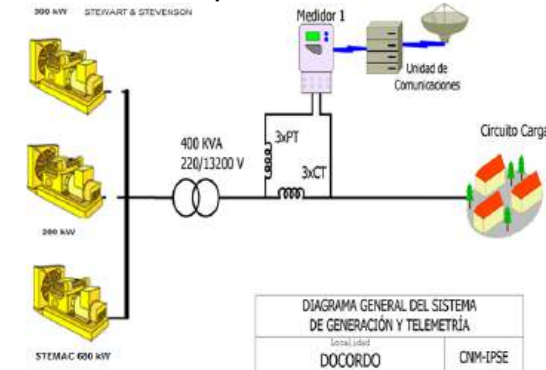 300 kW STEWART & STEVENSON
Medidor 1
Unidad de
Comunicaciones
3xPT
400 KVA
220/13200 V
3xCT
Circuito Carga
200 kW
STEMAC 680 kW
DIAGRAMA GENERAL DEL SISTEMA
DE GENERACIÓN Y TELEMETRÍA
Localidad
DOCORDO
CNM-IPSE